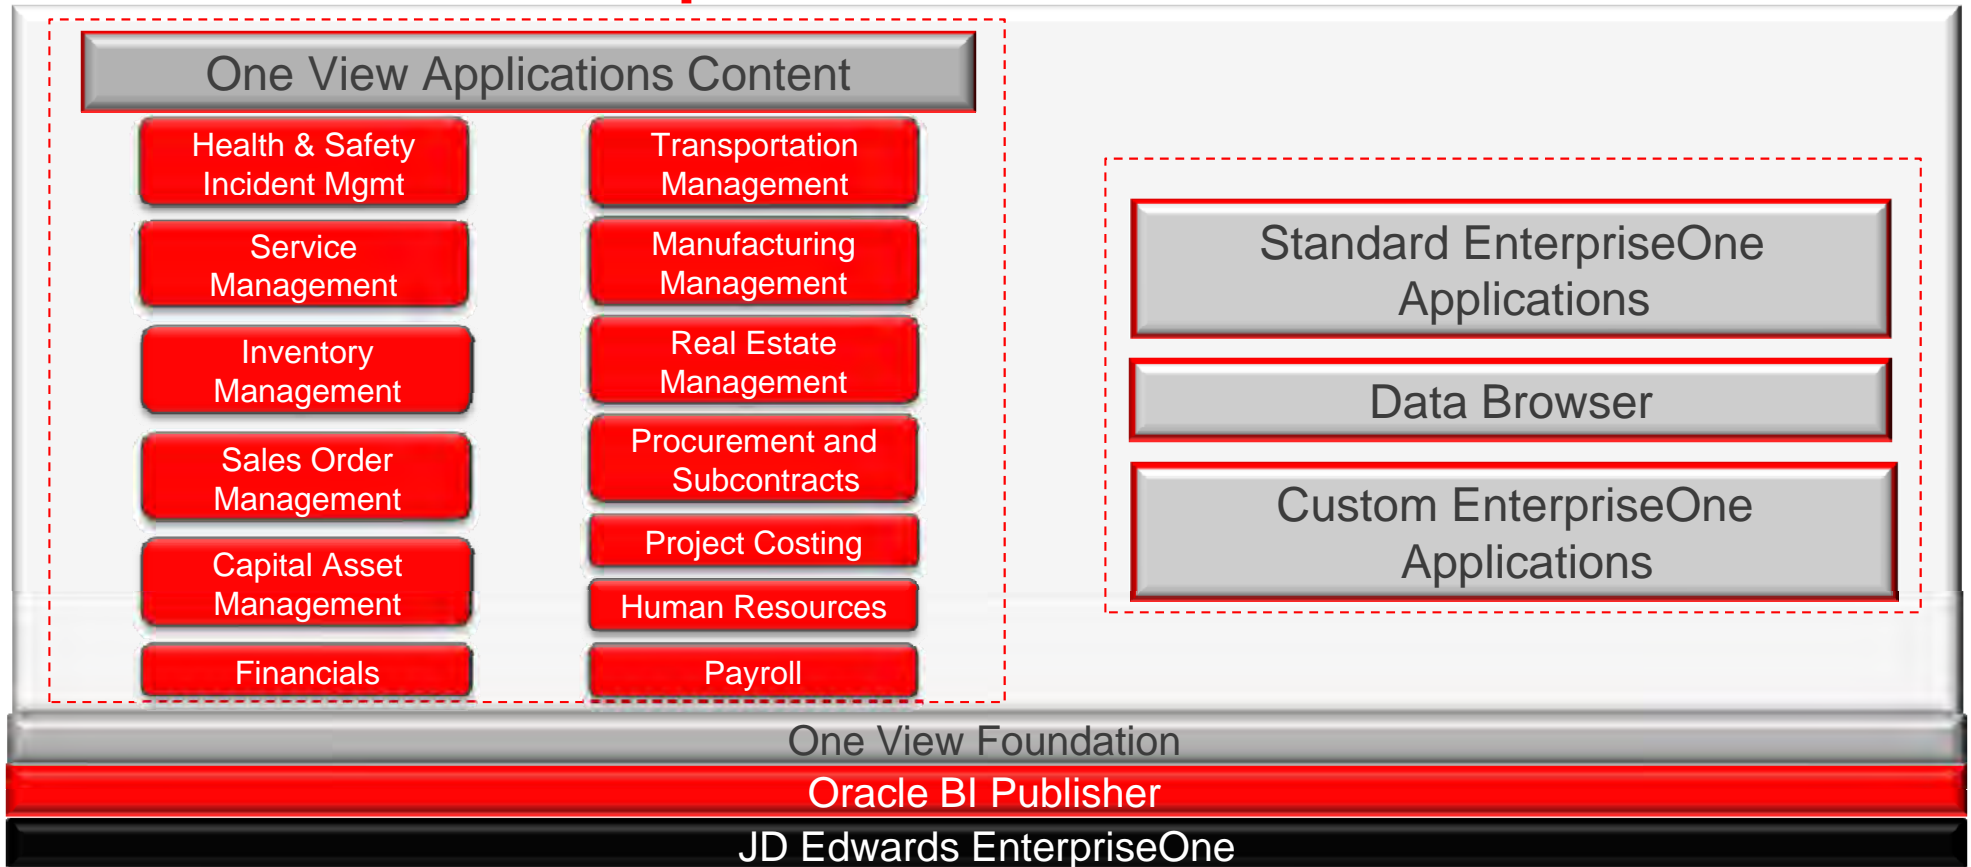 One View Applications Content
Health & Safety
Incident Mgmt
Service
Management
Inventory
Management
Sales Order
Management
Capital Asset
Management
Financials
Transportation
Management
Manufacturing
Management
Real Estate
Management
Procurement and
Subcontracts
Project Costing
Human Resources
Payroll
Standard EnterpriseOne
Applications
Data Browser
Custom EnterpriseOne
Applications
One View Foundation
Oracle BI Publisher
JD Edwards EnterpriseOne